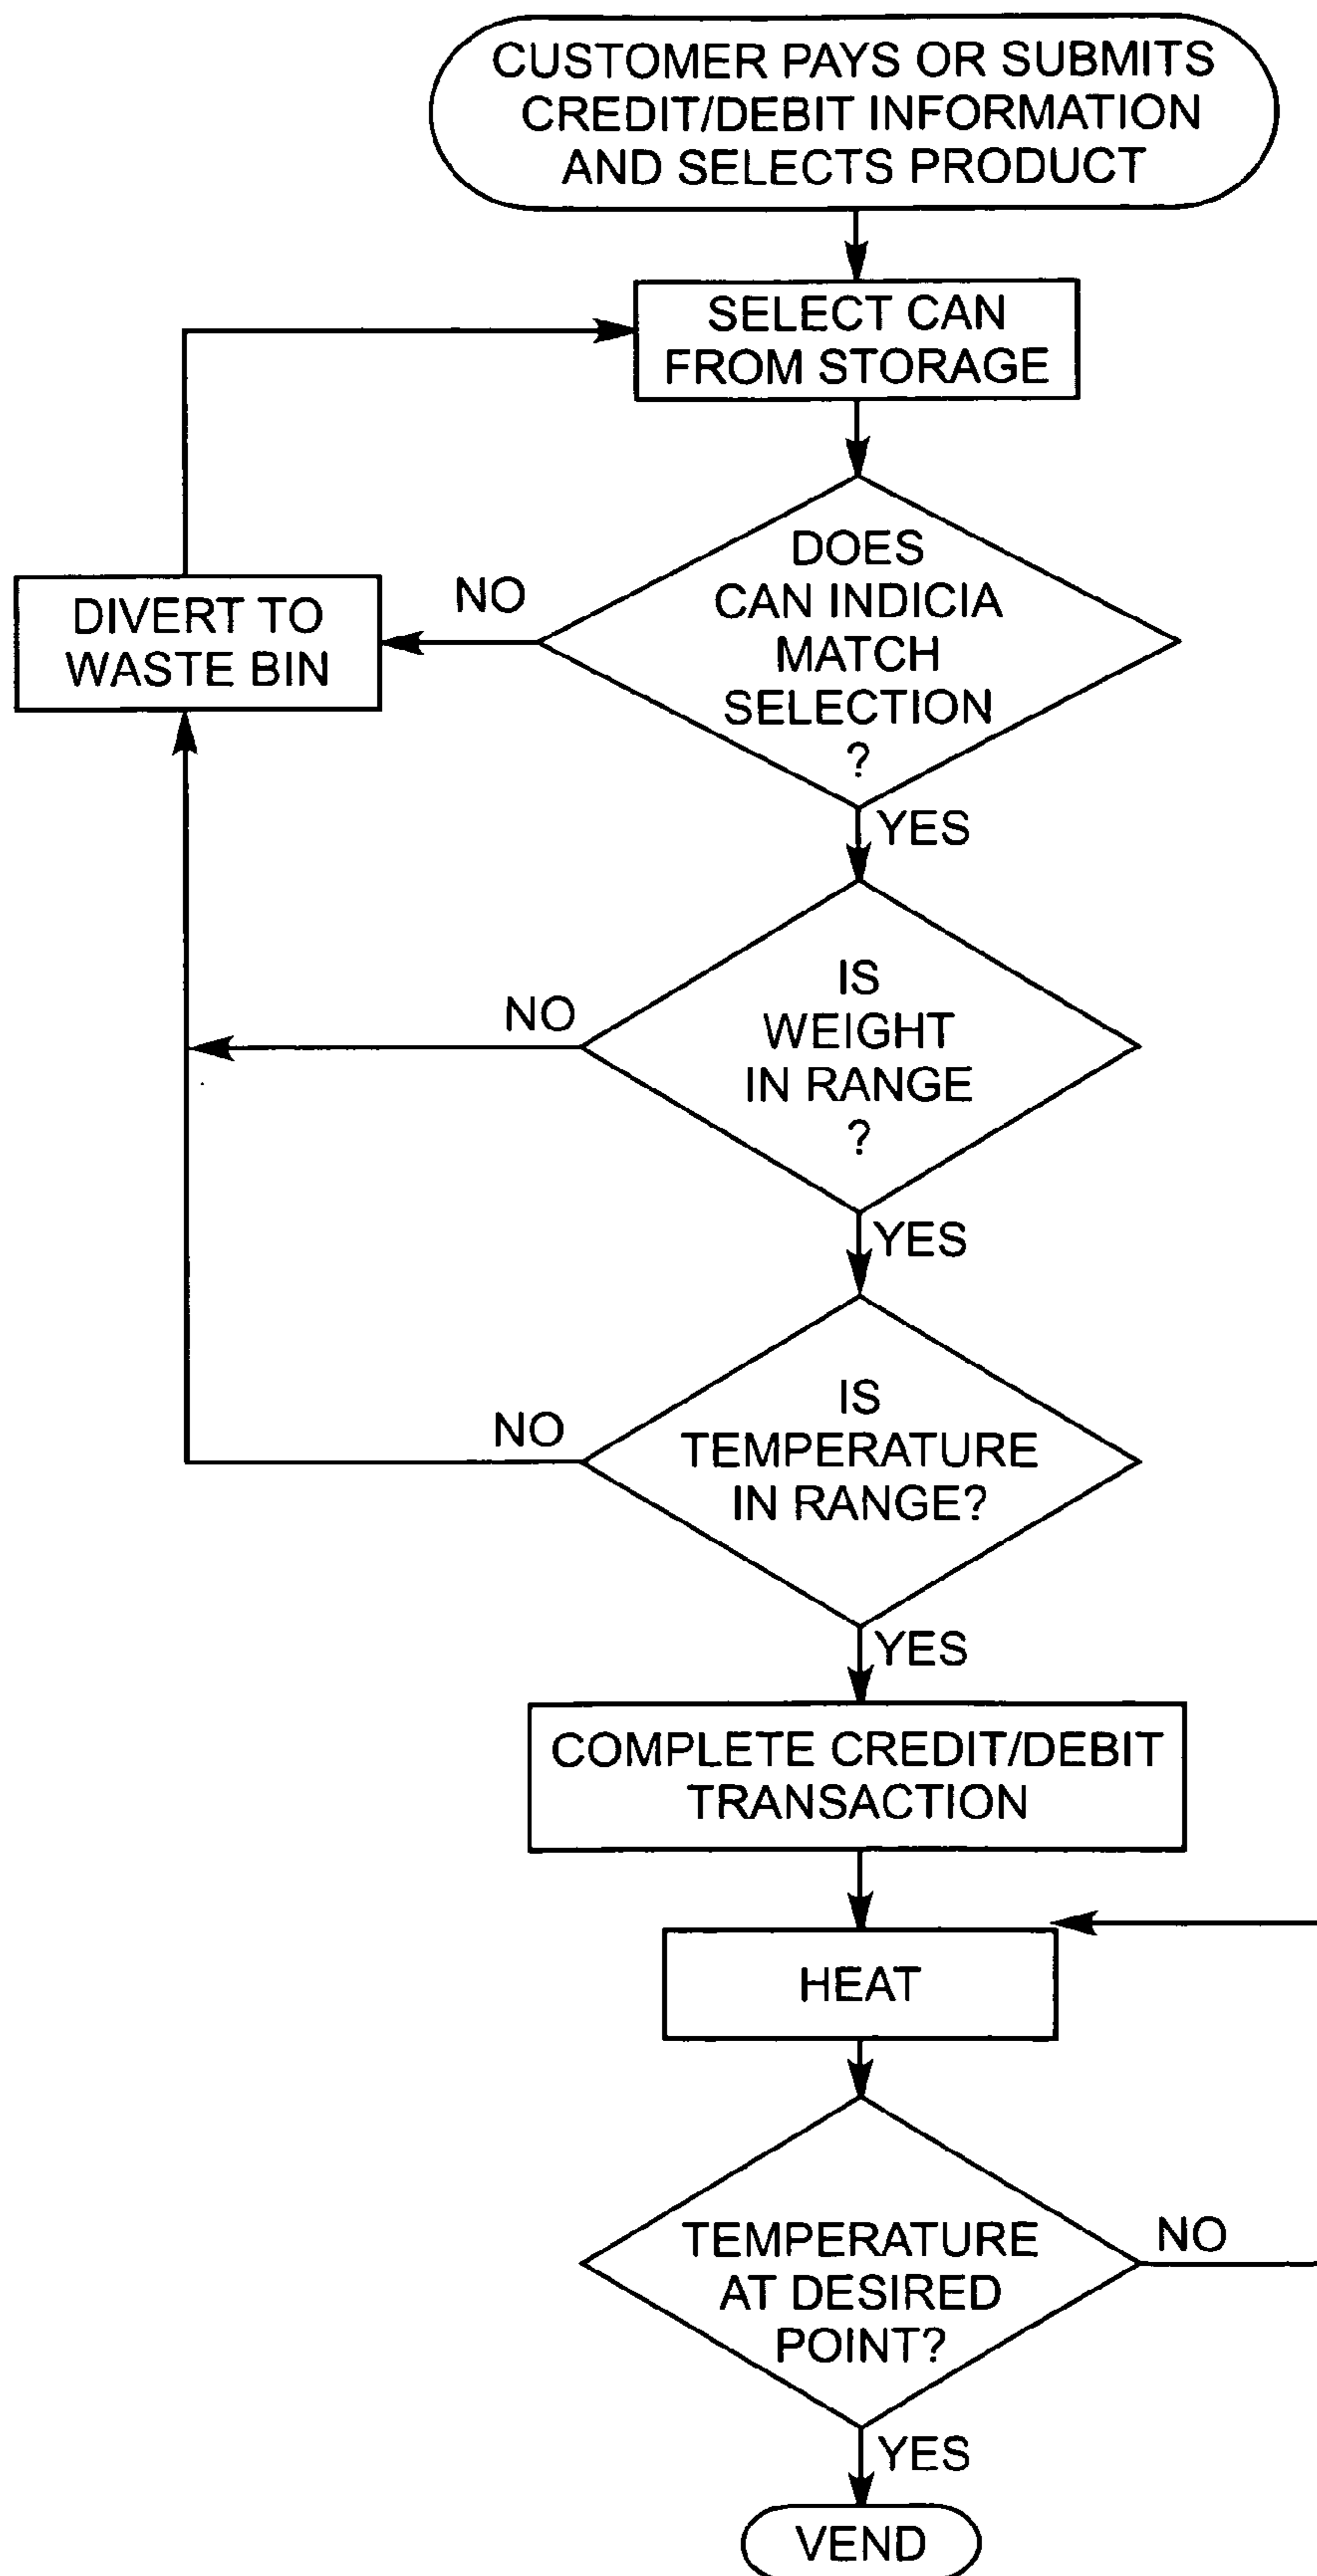 CUSTOMER PAYS OR SUBMITS
CREDIT/DEBIT INFORMATION
AND SELECTS PRODUCT
SELECT CAN
FROM STORAGE
DOES
CAN INDICIA
MATCH
SELECTION
?
NO
DIVERT TO
WASTE BIN
YES
IS
WEIGHT
IN RANGE
?
NO
YES
IS
TEMPERATURE
IN RANGE?
NO
YES
COMPLETE CREDIT/DEBIT
TRANSACTION
HEAT
TEMPERATURE
AT DESIRED
POINT?
NO
YES
VEND